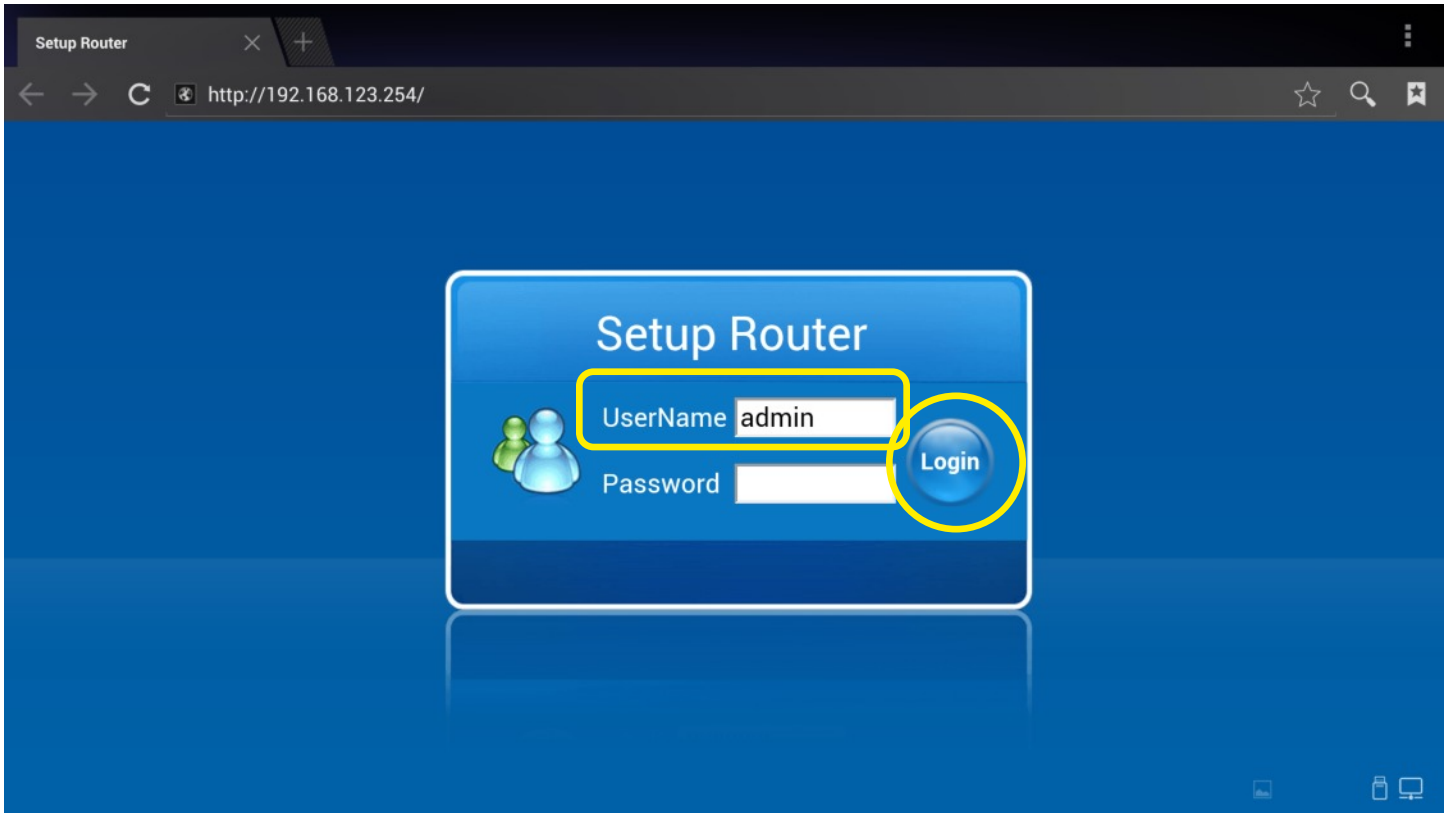 Setup Router
http://192.168.123.254/
Setup Router
UserName admin
Password
Login